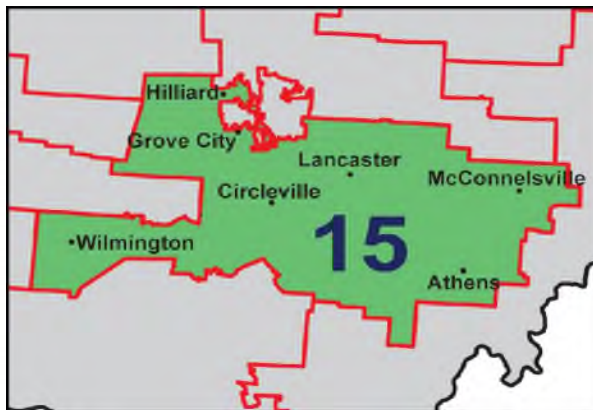 Hilliard
Grove City
Lancaster
McConnelsville
Circleville
15
Wilmington
Athens